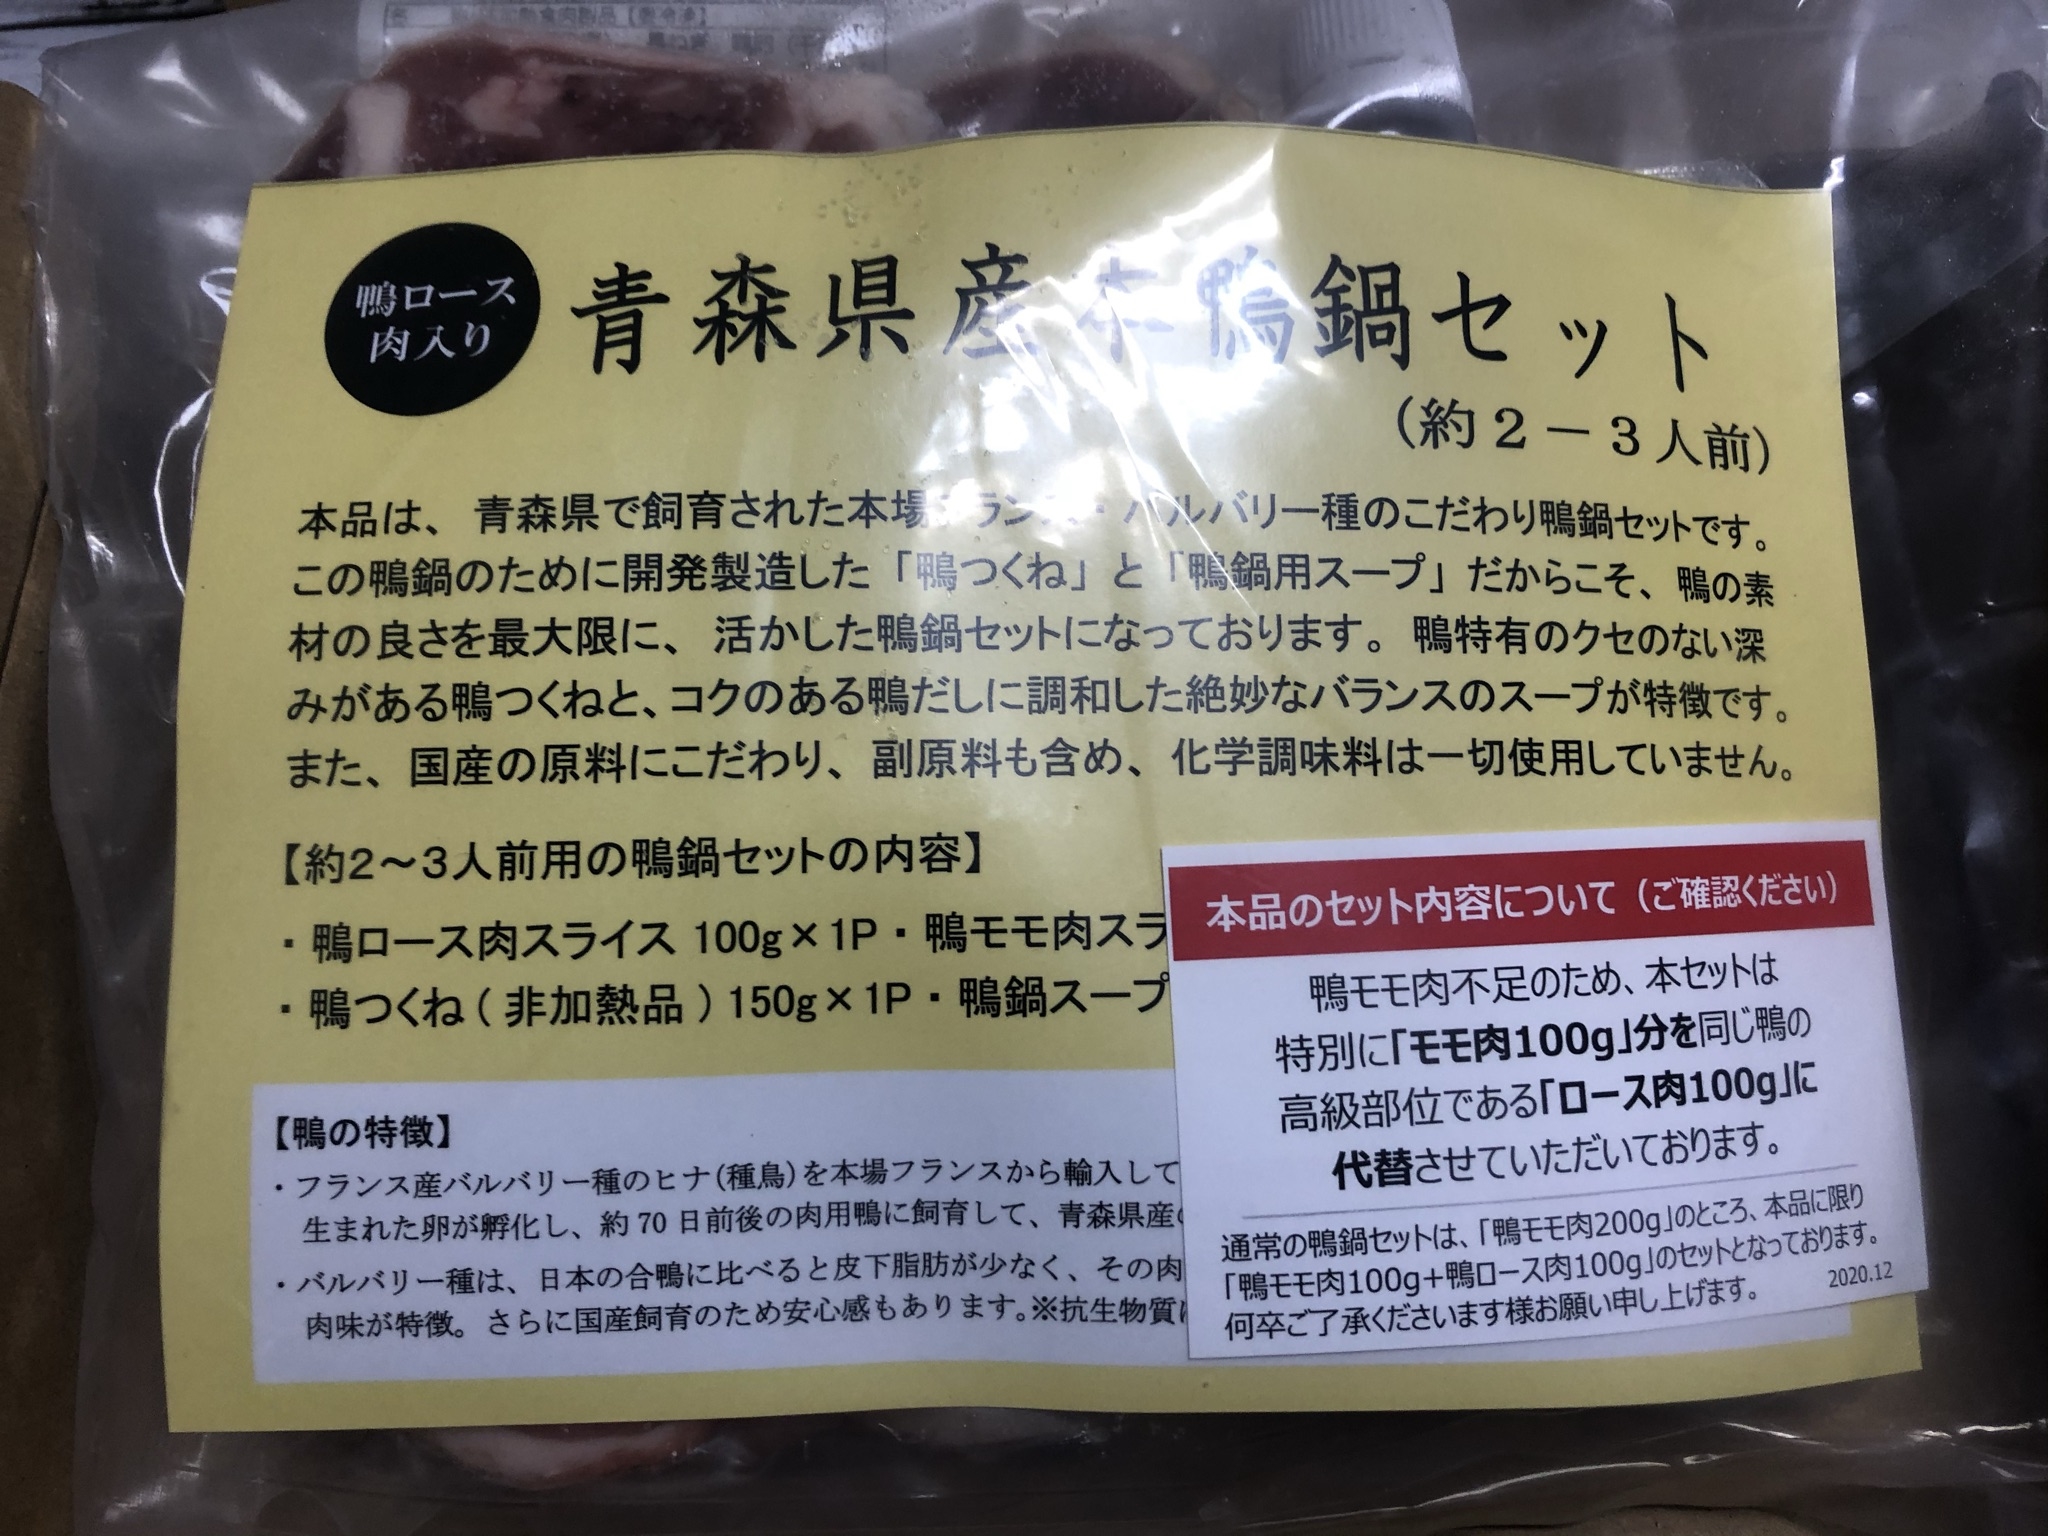 鴨ロース
肉入り
青森県産本鴨鍋セット
（約２－３人前）
本品は、青森県で飼育された本場フランス・バルバリー種のこだわり鴨鍋セットです。
この鴨鍋のために開発製造した「鴨つくね」と「鴨鍋用スープ」だからこそ、鴨の素
材の良さを最大限に、活かした鴨鍋セットになっております。鴨特有のクセのない深
みがある鴨つくねと、コクのある鴨だしに調和した絶妙なバランスのスープが特徴です。
また、国産の原料にこだわり、副原料も含め、化学調味料は一切使用していません。
【約２～３人前用の鴨鍋セットの内容】
・鴨ロース肉スライス 100g×1P・鴨モモ肉スラ
・鴨つくね(非加熱品)150g×1P・鴨鍋スープ
【鴨の特徴】
・フランス産バルバリー種のヒナ(種鳥)を本場フランスから輸入して
生まれた卵が孵化し、約70日前後の肉用鴨に飼育して、青森県産の
・バルバリー種は、日本の合鴨に比べると皮下脂肪が少なく、その肉
肉味が特徴。さらに国産飼育のため安心感もあります。※抗生物質
本品のセット内容について（ご確認ください）
鴨モモ肉不足のため、本セットは
特別に「モモ肉100g」分を同じ鴨の
高級部位である「ロース肉100g」に
代替させていただいております。
通常の鴨鍋セットは、「鴨モモ肉200g」のところ、本品に限り
「鴨モモ肉100g＋鴨ロース肉100g」のセットとなっております。
何卒ご了承くださいます様お願い申し上げます。
2020.12